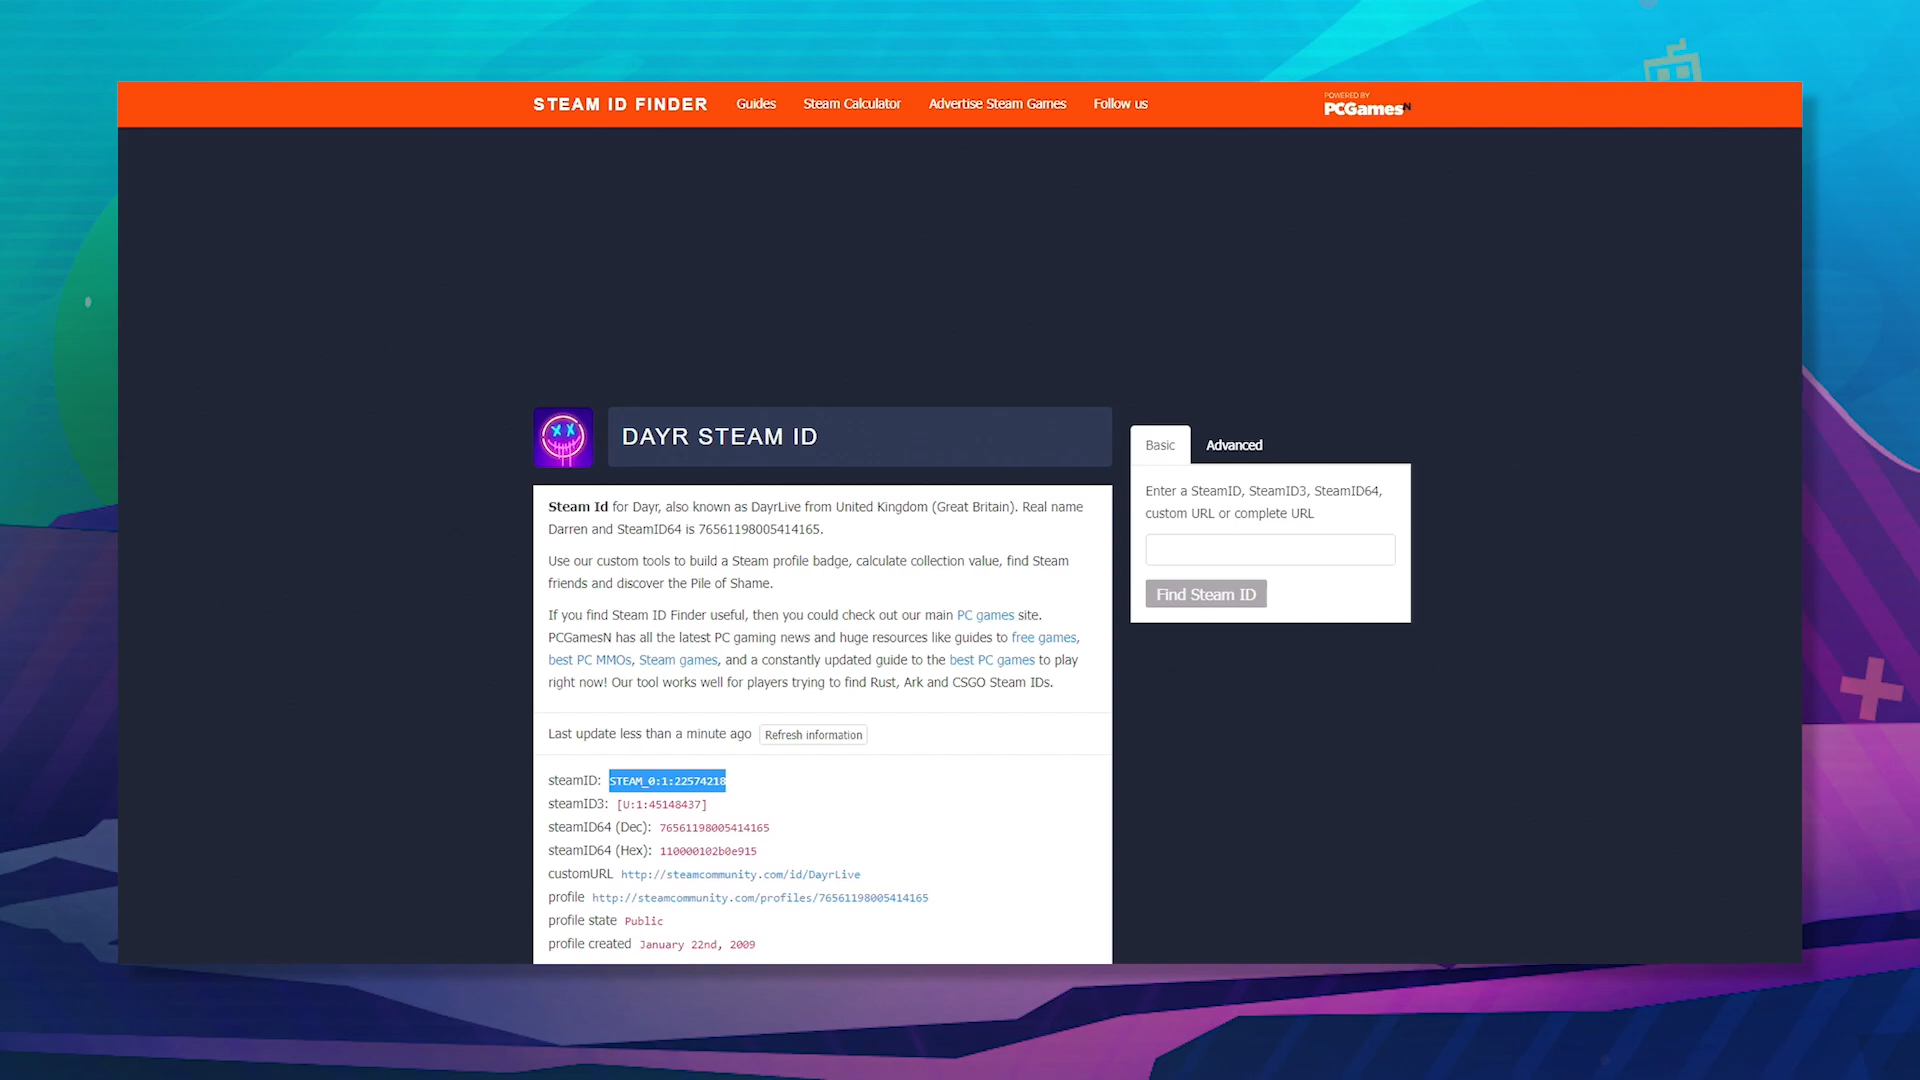 STEAM ID FINDER Guides Steam Calculator Advertise Steam Games Follow us
POWERED BY
PCGamesN
DAYR STEAM ID
Basic Advanced
Enter a SteamID, SteamID3, SteamID64,
custom URL or complete URL
Find Steam ID
Steam Id for Dayr, also known as DayrLive from United Kingdom (Great Britain). Real name
Darren and SteamID64 is 76561198005414165.
Use our custom tools to build a Steam profile badge, calculate collection value, find Steam
friends and discover the Pile of Shame.
If you find Steam ID Finder useful, then you could check out our main PC games site.
PCGamesN has all the latest PC gaming news and huge resources like guides to free games,
best PC MMOs, Steam games, and a constantly updated guide to the best PC games to play
right now! Our tool works well for players trying to find Rust, Ark and CSGO Steam IDs.
Last update less than a minute ago Refresh information
steamID: STEAM_0:1:22574218
steamID3: [U:1:45148437]
steamID64 (Dec): 76561198005414165
steamID64 (Hex): 110000102b0e915
customURL http://steamcommunity.com/id/DayrLive
profile http://steamcommunity.com/profiles/76561198005414165
profile state Public
profile created January 22nd, 2009